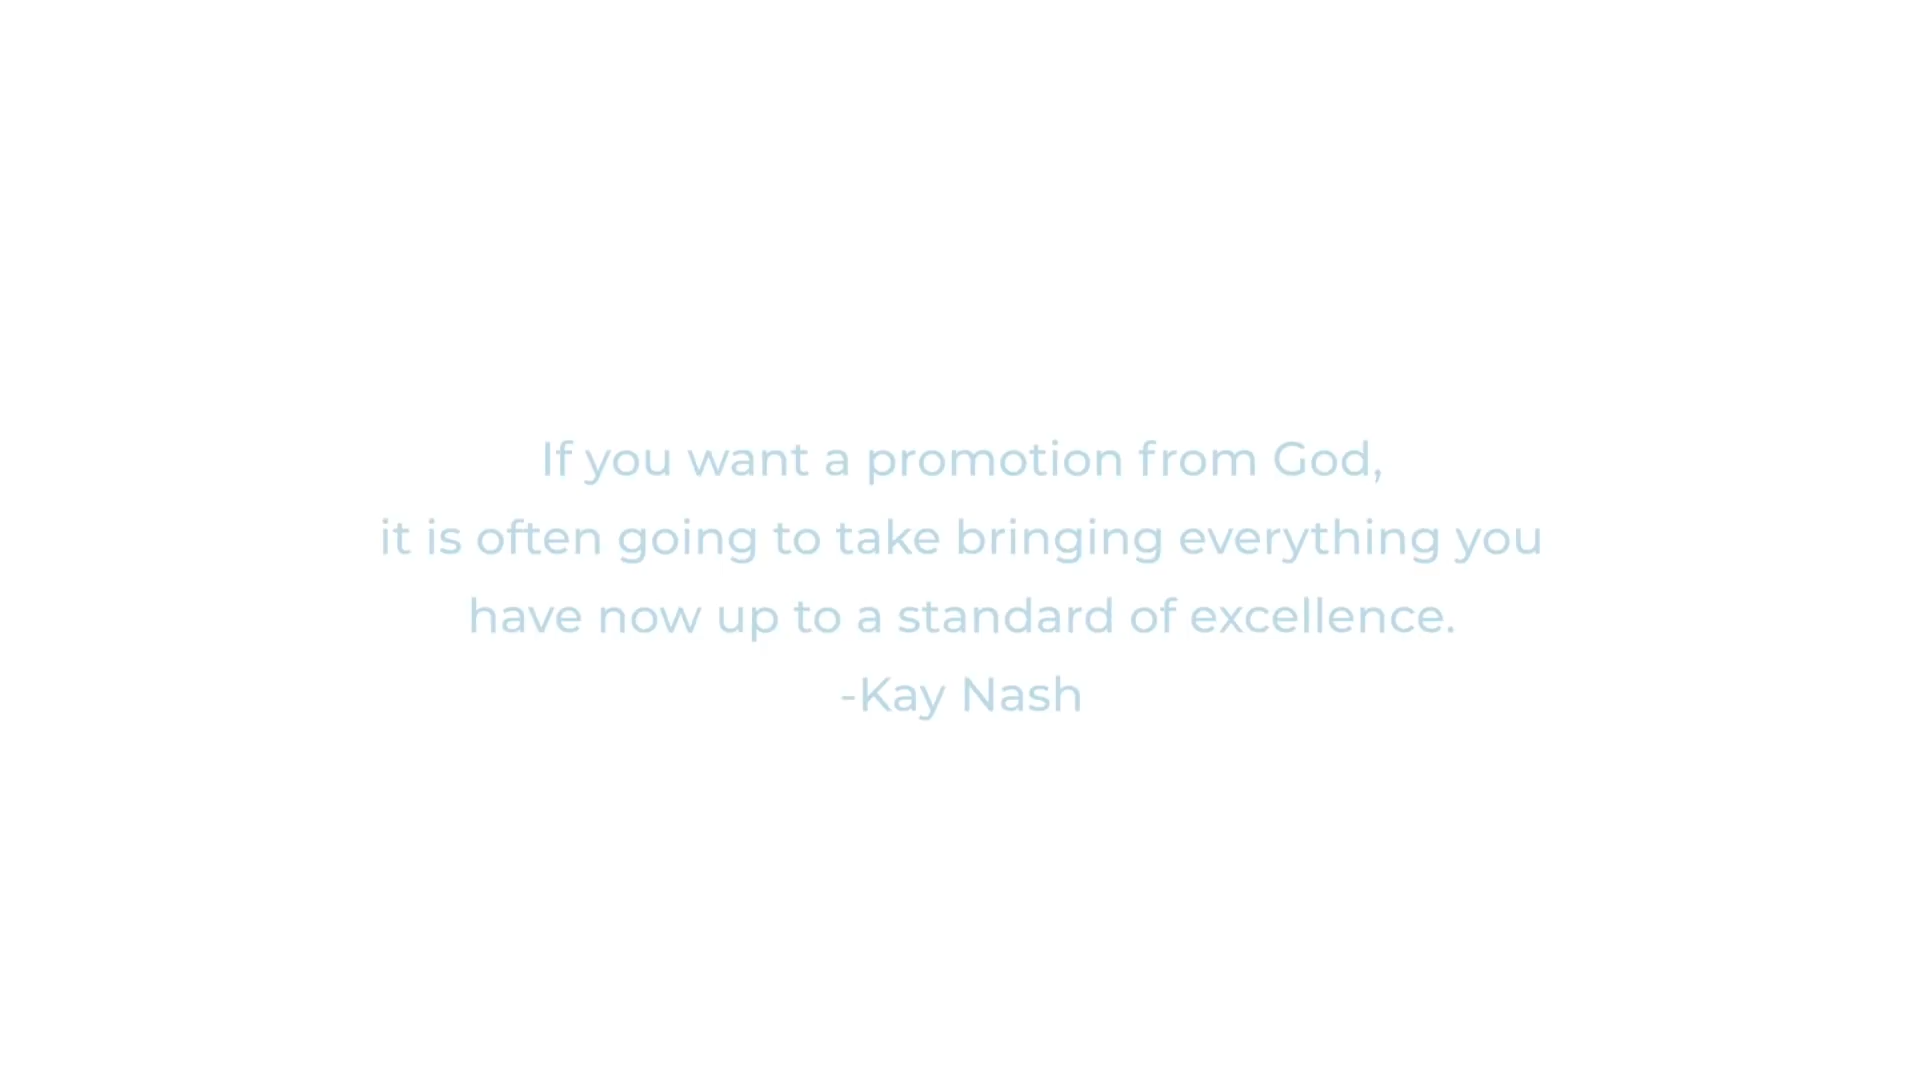 If you want a promotion from God,
it is often going to take bringing everything you
have now up to a standard of excellence.
-Kay Nash